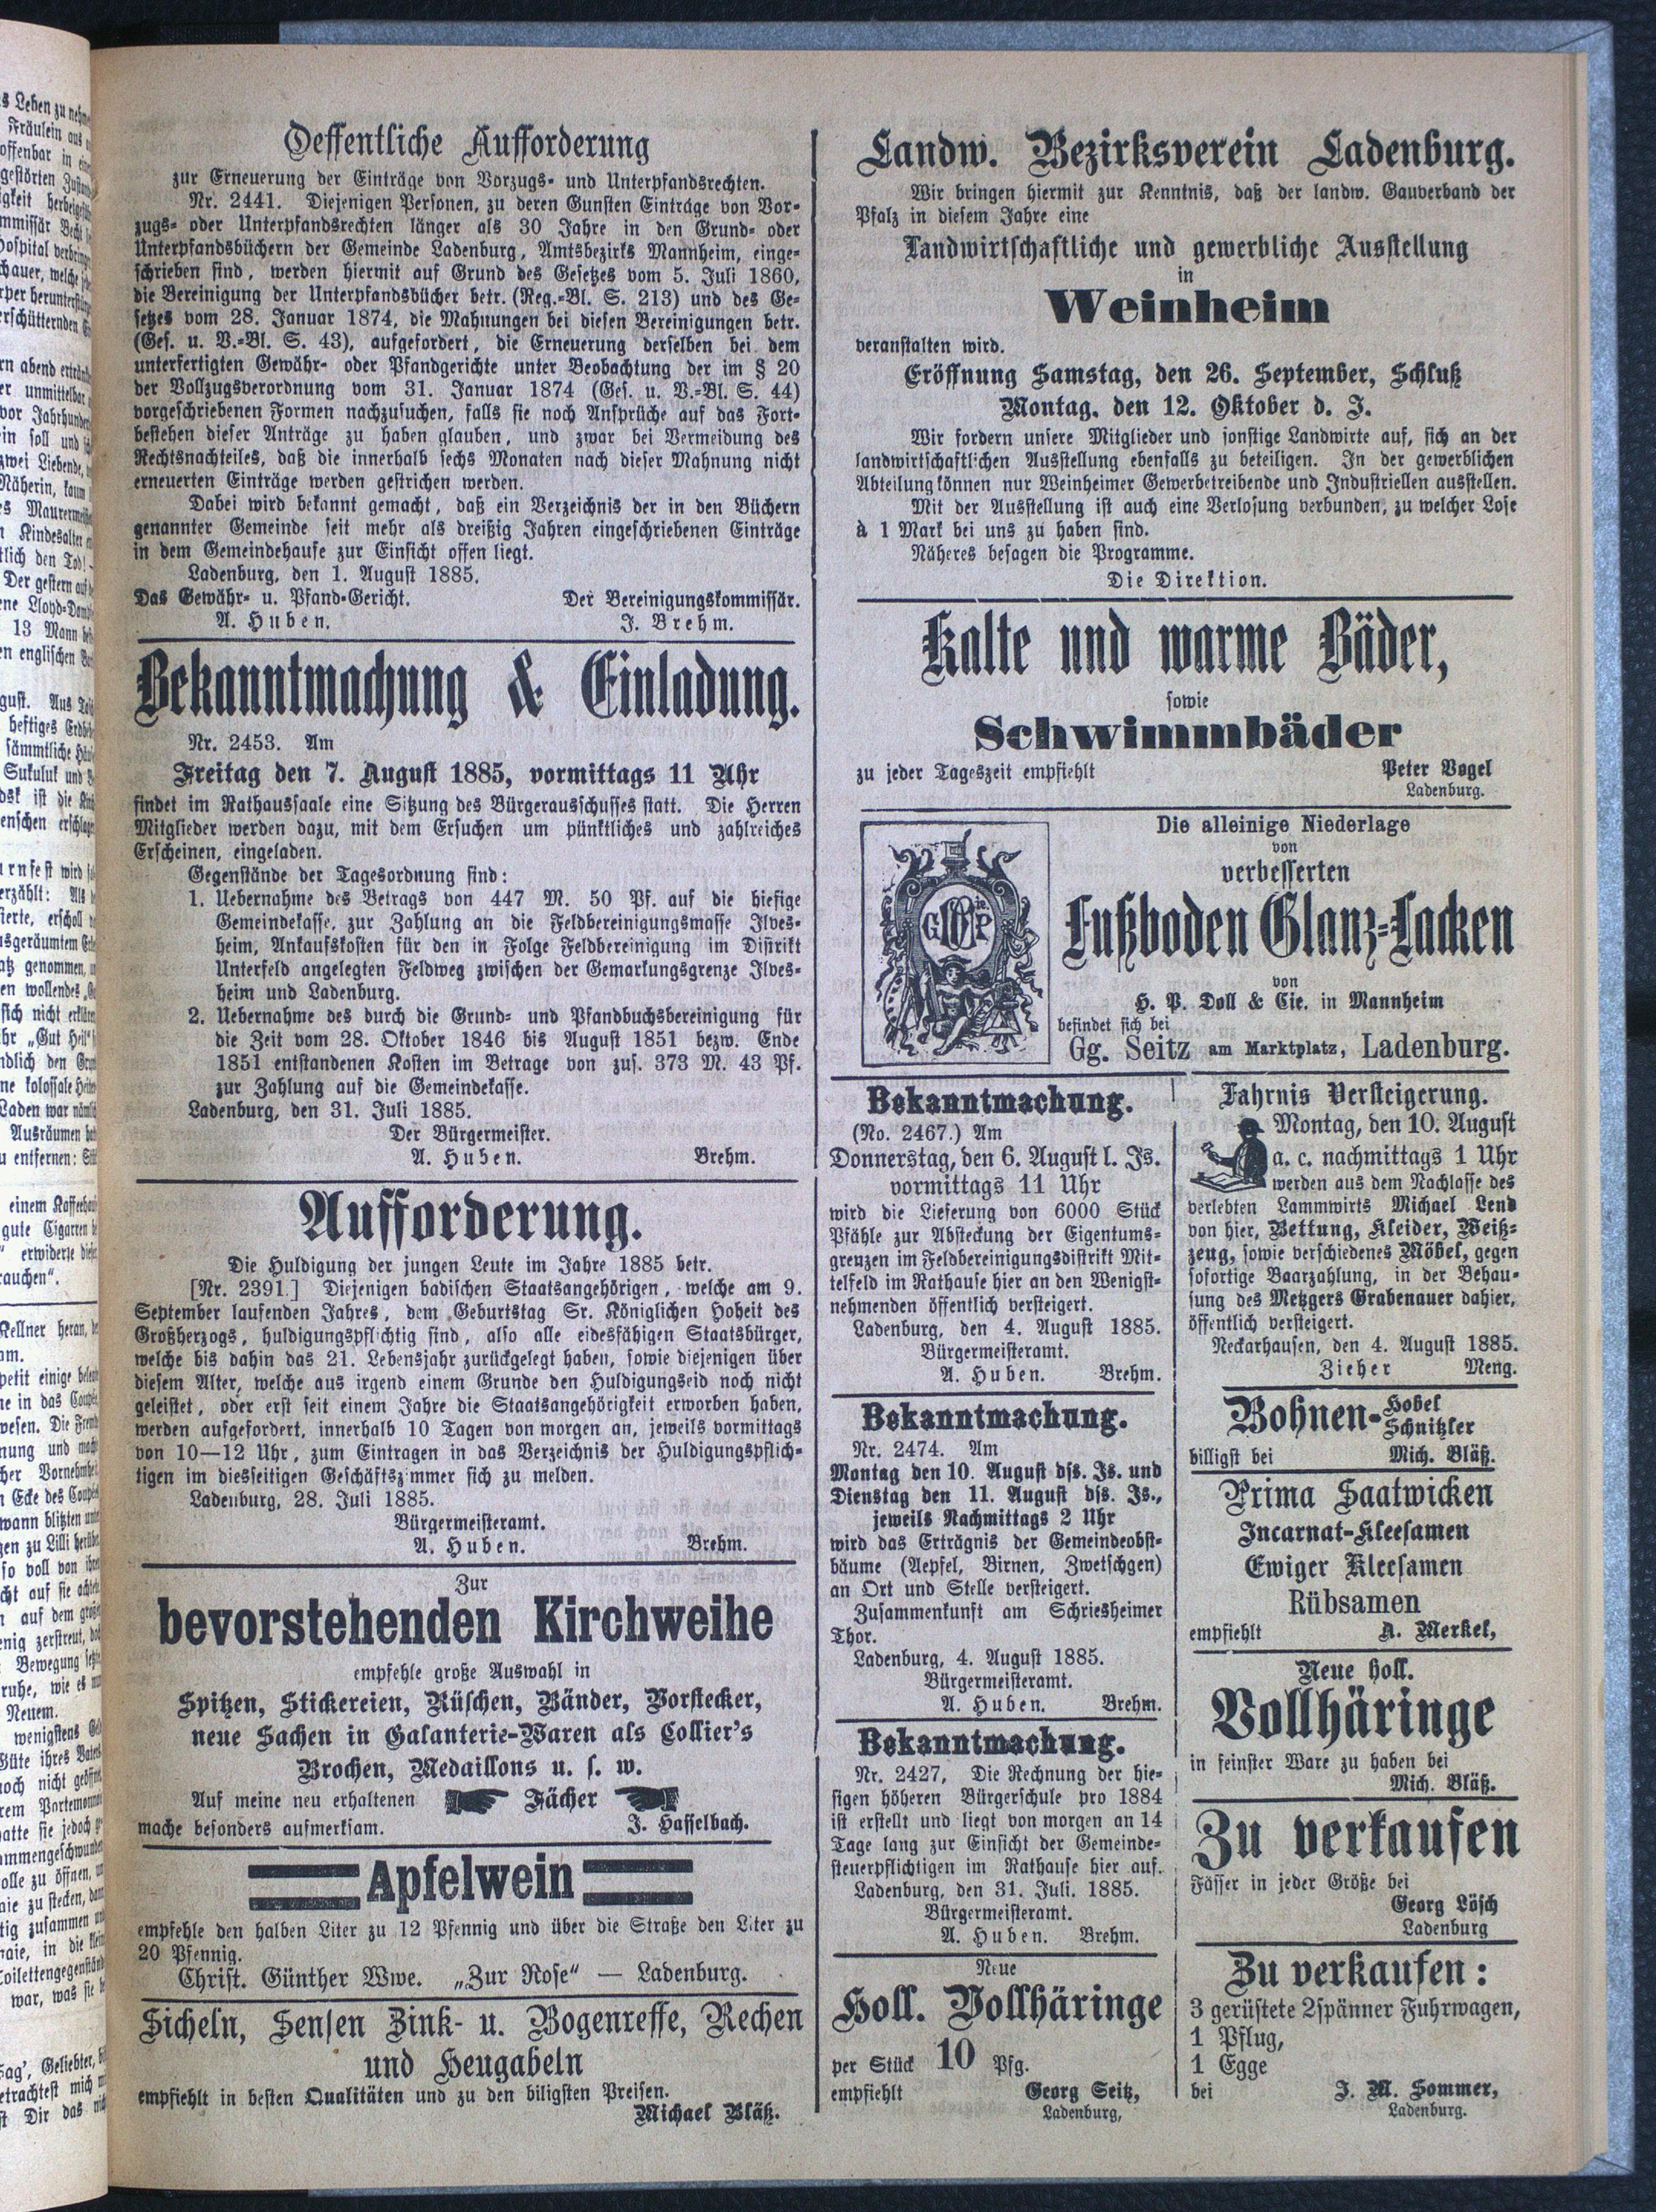 Oeffentliche Aufforderung
zur Erneuerung der Einträge von Vorzugs- und Unterpfandsrechten.
Nr. 2441. Diejenigen Personen, zu deren Gunsten Einträge von Vor-
zugs- oder Unterpfandsrechten länger als 30 Jahre in den Grund- oder
Unterpfandsbüchern der Gemeinde Ladenburg, Amtsbezirks Mannheim, einge-
schrieben sind, werden hiermit auf Grund des Gesetzes vom 5. Juli 1860,
die Bereinigung der Unterpfandsbücher betr. (Reg.-Bl. S. 213) und des Ge-
setzes vom 28. Januar 1874, die Mahnungen bei diesen Bereinigungen betr.
(Ges. u. V.-Bl. S. 43), aufgefordert, die Erneuerung derselben bei dem
unterfertigten Gewähr- oder Pfandgerichte unter Beobachtung der im § 20
der Vollzugsverordnung vom 31. Januar 1874 (Ges. u. V.-Bl. S. 44)
vorgeschriebenen Formen nachzusuchen, falls sie noch Ansprüche auf das Fort-
bestehen dieser Anträge zu haben glauben, und zwar bei Vermeidung des
Rechtsnachteiles, daß die innerhalb sechs Monaten nach dieser Mahnung nicht
erneuerten Einträge werden gestrichen werden.
Dabei wird bekannt gemacht, daß ein Verzeichnis der in den Büchern
genannter Gemeinde seit mehr als dreißig Jahren eingeschriebenen Einträge
in dem Gemeindehause zur Einsicht offen liegt.
Ladenburg, den 1. August 1885.
Das Gewähr- u. Pfand-Gericht. Der Bereinigungskommissär.
A. Huben. J. Brehm.
Bekanntmachung & Einladung.
Nr. 2453. Am
Freitag den 7. August 1885, vormittags 11 Uhr
findet im Rathaussaale eine Sitzung des Bürgerausschusses statt. Die Herren
Mitglieder werden dazu, mit dem Ersuchen um pünktliches und zahlreiches
Erscheinen, eingeladen.
Gegenstände der Tagesordnung sind:
1. Uebernahme des Betrags von 447 M. 50 Pf. auf die hiesige
Gemeindekasse, zur Zahlung an die Feldbereinigungsmasse Ilves-
heim, Ankaufskosten für den in Folge Feldbereinigung im Distrikt
Unterfeld angelegten Feldweg zwischen der Gemarkungsgrenze Ilves-
heim und Ladenburg.
2. Uebernahme des durch die Grund- und Pfandbuchsbereinigung für
die Zeit vom 28. Oktober 1846 bis August 1851 bezw. Ende
1851 entstandenen Kosten im Betrage von zus. 373 M. 43 Pf.
zur Zahlung auf die Gemeindekasse.
Ladenburg, den 31. Juli 1885.
Der Bürgermeister.
A. Huben. Brehm.
Aufforderung.
Die Huldigung der jungen Leute im Jahre 1885 betr.
[Nr. 2391.] Diejenigen badischen Staatsangehörigen, welche am 9.
September laufenden Jahres, dem Geburtstag Sr. Königlichen Hoheit des
Großherzogs, huldigungspflichtig sind, also alle eidesfähigen Staatsbürger,
welche bis dahin das 21. Lebensjahr zurückgelegt haben, sowie diejenigen über
diesem Alter, welche aus irgend einem Grunde den Huldigungseid noch nicht
geleistet, oder erst seit einem Jahre die Staatsangehörigkeit erworben haben,
werden aufgefordert, innerhalb 10 Tagen von morgen an, jeweils vormittags
von 10—12 Uhr, zum Eintragen in das Verzeichnis der Huldigungspflich-
tigen im diesseitigen Geschäftszimmer sich zu melden.
Ladenburg, 28. Juli 1885.
Bürgermeisteramt.
A. Huben. Brehm.
Zur
bevorstehenden Kirchweihe
empfehle große Auswahl in
Spitzen, Stickereien, Rüschen, Bänder, Vorstecker,
neue Sachen in Galanterie-Waren als Collier's
Brochen, Medaillons u. s. w.
Auf meine neu erhaltenen Fächer
mache besonders aufmerksam. J. Hasselbach.
Apfelwein
empfehle den halben Liter zu 12 Pfennig und über die Straße den Liter zu
20 Pfennig.
Christ. Günther Wwe. „Zur Rose" — Ladenburg.
Sicheln, Sensen Zink- u. Bogenreffe, Rechen
und Heugabeln
empfiehlt in besten Qualitäten und zu den biligsten Preisen.
Michael Bläß.
Landw. Bezirksverein Ladenburg.
Wir bringen hiermit zur Kenntnis, daß der landw. Gauverband der
Pfalz in diesem Jahre eine
Landwirtschaftliche und gewerbliche Ausstellung
in
Weinheim
veranstalten wird.
Eröffnung Samstag, den 26. September, Schluß
Montag. den 12. Oktober d. J.
Wir fordern unsere Mitglieder und sonstige Landwirte auf, sich an der
landwirtschaftlichen Ausstellung ebenfalls zu beteiligen. In der gewerblichen
Abteilung können nur Weinheimer Gewerbetreibende und Industriellen ausstellen.
Mit der Ausstellung ist auch eine Verlosung verbunden, zu welcher Lose
à 1 Mark bei uns zu haben sind.
Näheres besagen die Programme.
Die Direktion.
Kalte und warme Bäder,
sowie
Schwimmbäder
zu jeder Tageszeit empfiehlt Peter Vogel
Ladenburg.
Die alleinige Niederlage
von
verbesserten
Fußboden Glanz-Lacken
von
H. P. Doll & Cie. in Mannheim
befindet sich bei
Gg. Seitz am Marktplatz, Ladenburg.
Bekanntmachung.
(No. 2467.) Am
Donnerstag, den 6. August l. Js.
vormittags 11 Uhr
wird die Lieferung von 6000 Stück
Pfähle zur Absteckung der Eigentums-
grenzen im Feldbereinigungsdistrikt Mit-
telfeld im Rathause hier an den Wenigst-
nehmenden öffentlich versteigert.
Ladenburg, den 4. August 1885.
Bürgermeisteramt.
A. Huben. Brehm.
Bekanntmachung.
Nr. 2474. Am
Montag den 10. August dss. Js. und
Dienstag den 11. August dss. Js.,
jeweils Nachmittags 2 Uhr
wird das Erträgnis der Gemeindeobst-
bäume (Aepfel, Birnen, Zwetschgen)
an Ort und Stelle versteigert.
Zusammenkunft am Schriesheimer
Thor.
Ladenburg, 4. August 1885.
Bürgermeisteramt.
A. Huben. Brehm.
Bekanntmachung.
Nr. 2427, Die Rechnung der hie-
sigen höheren Bürgerschule pro 1884
ist erstellt und liegt von morgen an 14
Tage lang zur Einsicht der Gemeinde-
steuerpflichtigen im Rathause hier auf.
Ladenburg, den 31. Juli. 1885.
Bürgermeisteramt.
A. Huben. Brehm.
Neue
Holl. Vollhäringe
per Stück 10 Pfg.
empfiehlt Georg Seitz,
Ladenburg,
Fahrnis Versteigerung.
Montag, den 10. August
a. c. nachmittags 1 Uhr
werden aus dem Nachlasse des
verlebten Lammwirts Michael Lend
von hier, Bettung, Kleider, Weiß-
zeug, sowie verschiedenes Möbel, gegen
sofortige Baarzahlung, in der Behau-
sung des Metzgers Grabenauer dahier,
öffentlich versteigert.
Neckarhausen, den 4. August 1885.
Zieher Meng.
Bohnen-Hobel
Schnitzler
billigst bei Mich. Bläß.
Prima Saatwicken
Incarnat-Kleesamen
Ewiger Kleesamen
Rübsamen
empfiehlt A. Merkel,
Neue holl.
Vollhäringe
in feinster Ware zu haben bei
Mich. Bläß.
Zu verkaufen
Fässer in jeder Größe bei
Georg Lösch
Ladenburg
Zu verkaufen:
3 gerüstete 2spänner Fuhrwagen,
1 Pflug,
1 Egge
bei J. M. Sommer,
Ladenburg.